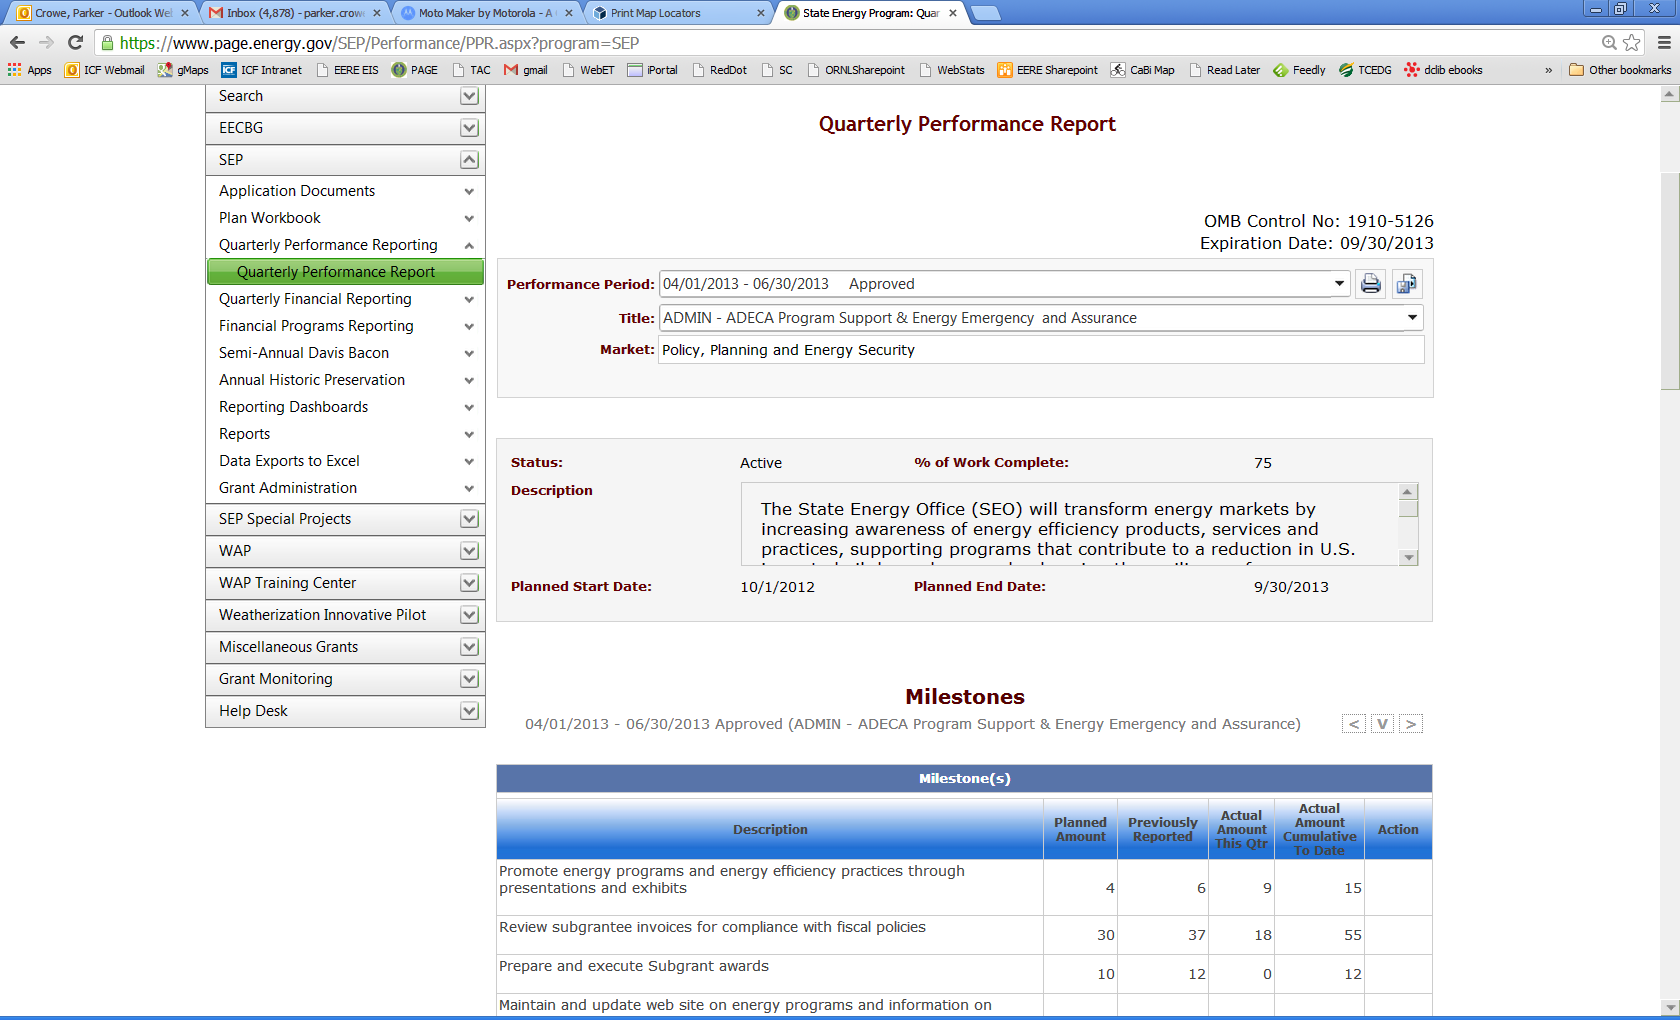 Crowe, Parker - Outlook We
Inbox (4,878) - parker.crow
Moto Maker by Motorola - A
Print Map Locators
State Energy Program: Qua
https://www.page.energy.gov/SEP/Performance/PPR.aspx?program=SEP
Apps ICF Webmail gMaps ICF Intranet EERE EIS PAGE TAC gmail WebET iPortal RedDot SC ORNLSharepoint WebStats EERE Sharepoint CaBi Map Read Later Feedly TCEDG dclib ebooks » Other bookmarks
Search
EECBG
SEP
Application Documents
Plan Workbook
Quarterly Performance Reporting
Quarterly Performance Report
Quarterly Financial Reporting
Financial Programs Reporting
Semi-Annual Davis Bacon
Annual Historic Preservation
Reporting Dashboards
Reports
Data Exports to Excel
Grant Administration
SEP Special Projects
WAP
WAP Training Center
Weatherization Innovative Pilot
Miscellaneous Grants
Grant Monitoring
Help Desk
Quarterly Performance Report
OMB Control No: 1910-5126
Expiration Date: 09/30/2013
Performance Period: 04/01/2013 - 06/30/2013 Approved
Title: ADMIN - ADECA Program Support & Energy Emergency and Assurance
Market: Policy, Planning and Energy Security
Status: Active % of Work Complete: 75
Description
The State Energy Office (SEO) will transform energy markets by
increasing awareness of energy efficiency products, services and
practices, supporting programs that contribute to a reduction in U.S.
Planned Start Date: 10/1/2012 Planned End Date: 9/30/2013
Milestones
04/01/2013 - 06/30/2013 Approved (ADMIN - ADECA Program Support & Energy Emergency and Assurance) < V >
Milestone(s)
Description
Planned Amount
Previously Reported
Actual Amount This Qtr
Actual Amount Cumulative To Date
Action
Promote energy programs and energy efficiency practices through
presentations and exhibits 4 6 9 15
Review subgrantee invoices for compliance with fiscal policies 30 37 18 55
Prepare and execute Subgrant awards 10 12 0 12
Maintain and update web site on energy programs and information on